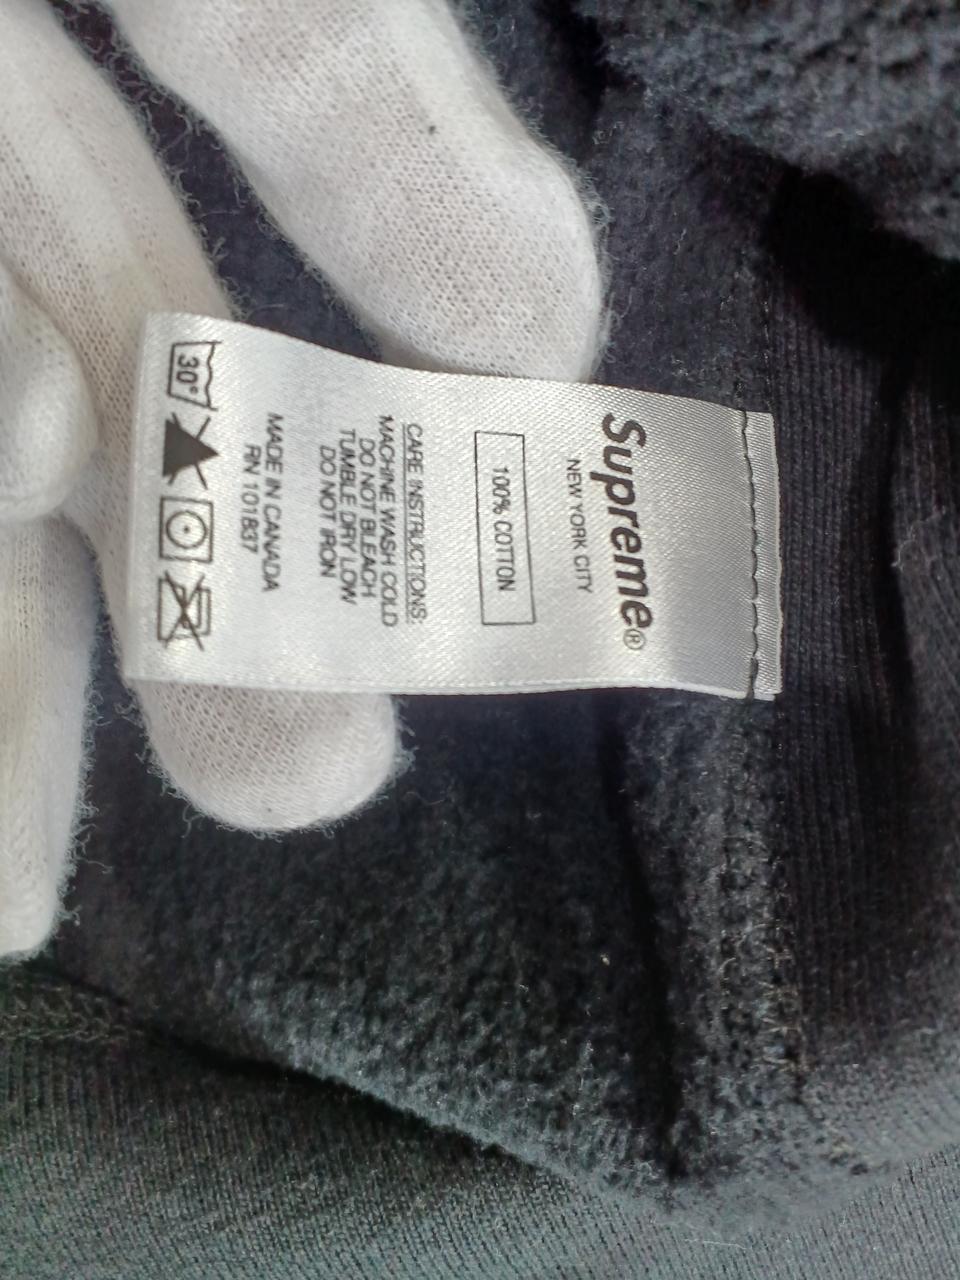 Supreme®
NEW YORK CITY
100% COTTON
CARE INSTRUCTIONS:
MACHINE WASH COLD
DO NOT BLEACH
TUMBLE DRY LOW
DO NOT IRON
MADE IN CANADA
RN 101837
30°